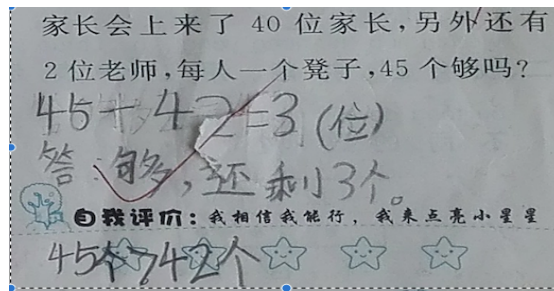 家长会上来了 40 位家长,另外还有
2 位老师,每人一个凳子,45 个够吗?
45-42=3(位)
答:够,还剩3个。
自我评价:我相信我能行,我来点亮小星星
45个>42个